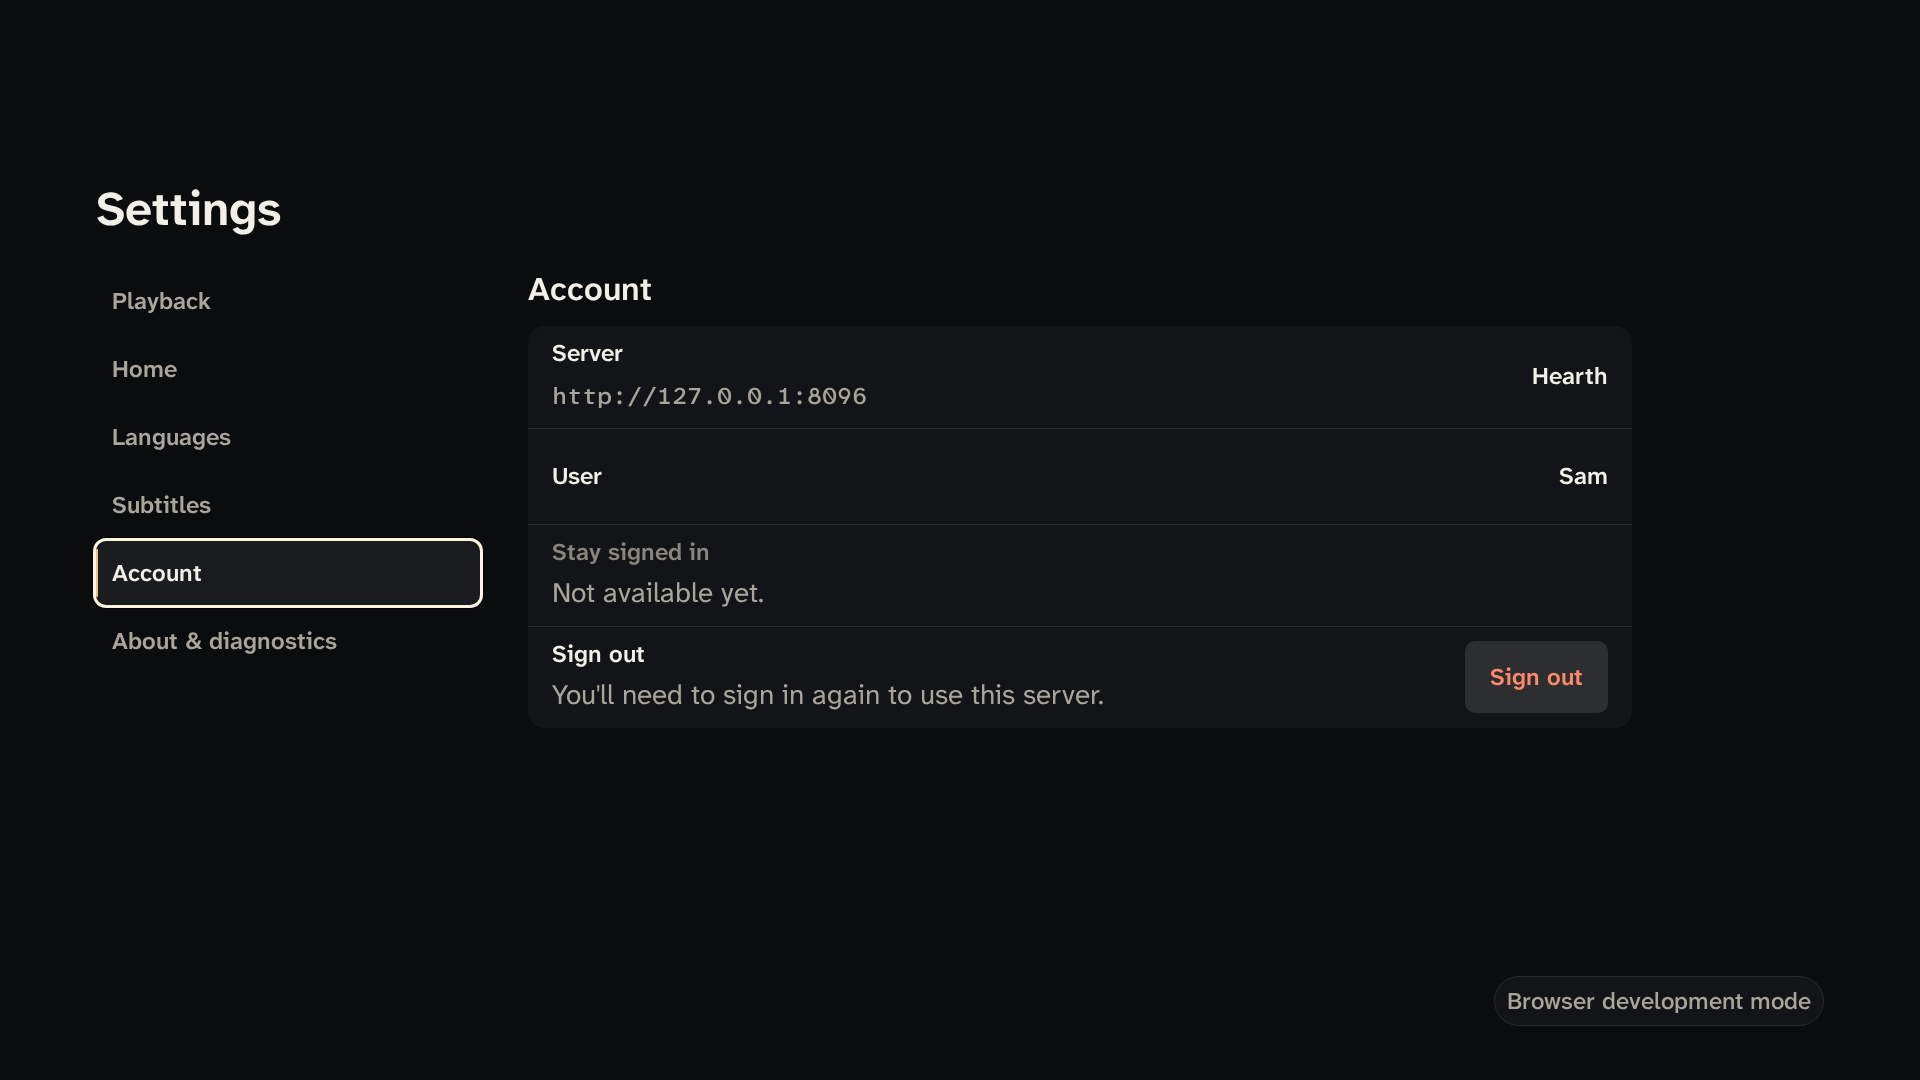 Settings
Playback
Home
Languages
Subtitles
Account
About & diagnostics
Account
Server
http://127.0.0.1:8096
Hearth
User
Sam
Stay signed in
Not available yet.
Sign out
You'll need to sign in again to use this server.
Sign out
Browser development mode